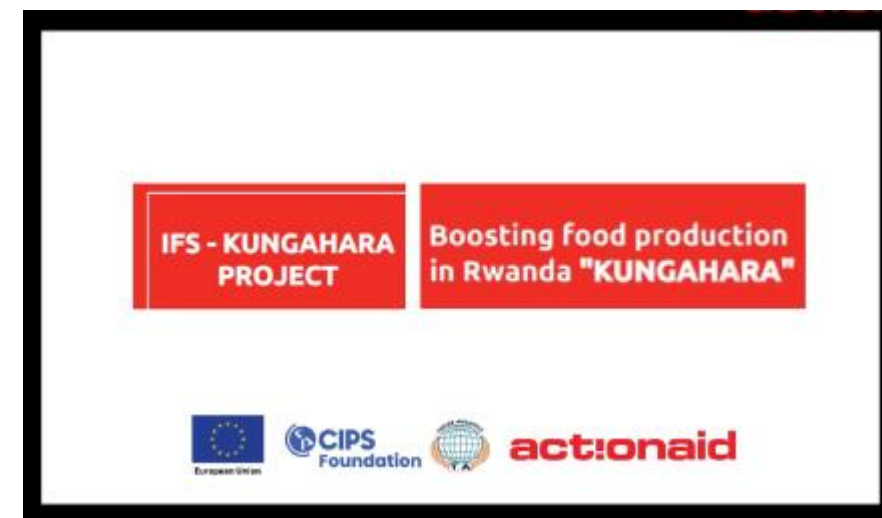 IFS - KUNGAHARA
PROJECT
Boosting food production
in Rwanda "KUNGAHARA"
European Union
CIPS
Foundation
act:onaid